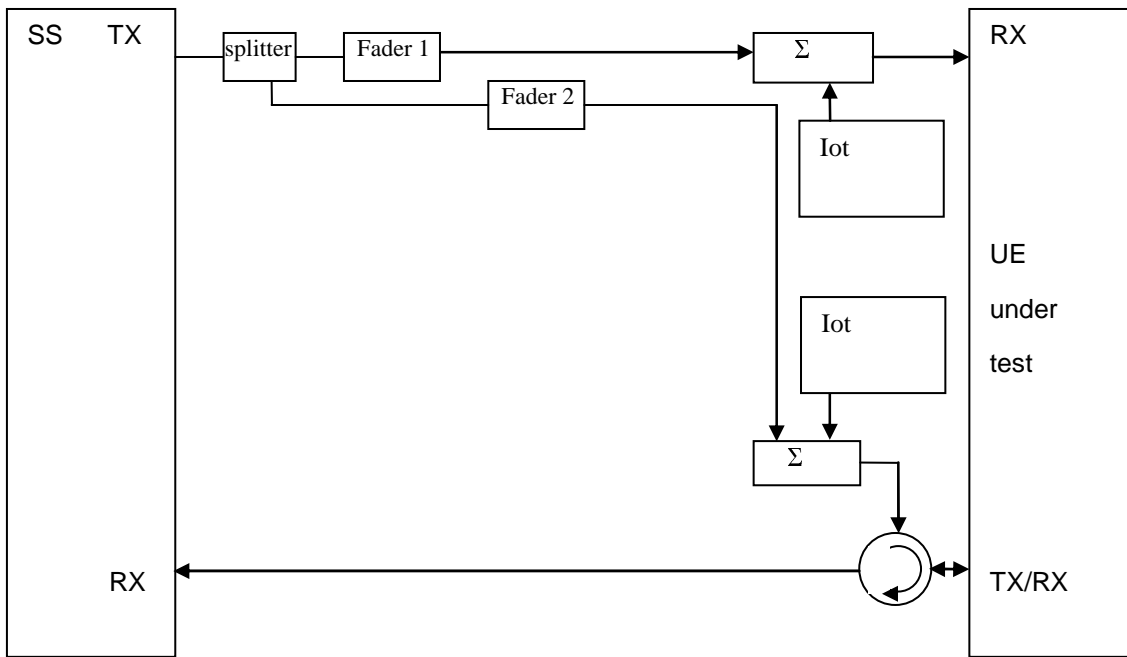 SS TX
splitter
Fader 1
Σ
RX
Fader 2
Iot
UE
under
test
Iot
Σ
RX
TX/RX